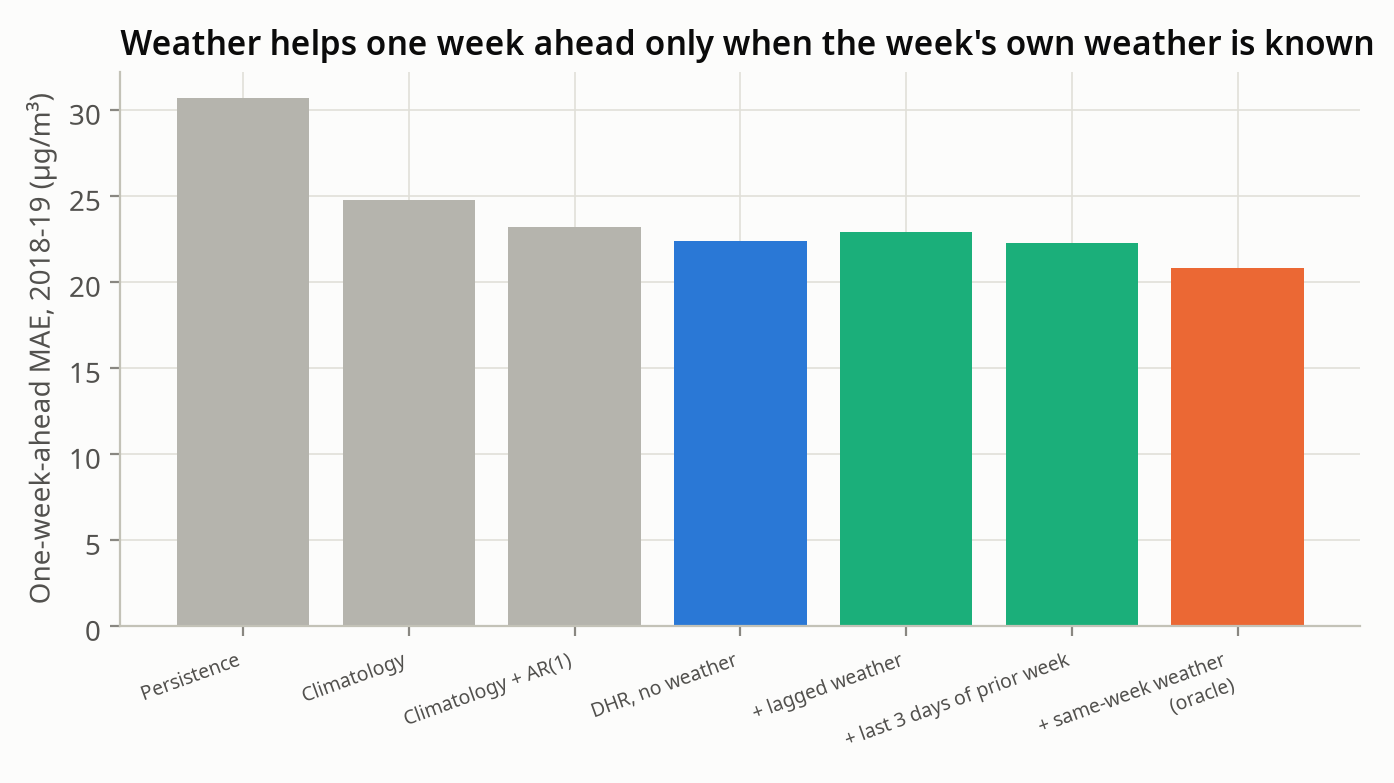 Weather helps one week ahead only when the week's own weather is known
One-week-ahead MAE, 2018-19 (µg/m³)
30
25
20
15
10
5
0
Persistence
Climatology
Climatology + AR(1)
DHR, no weather
+ lagged weather
+ last 3 days of prior week
+ same-week weather
(oracle)